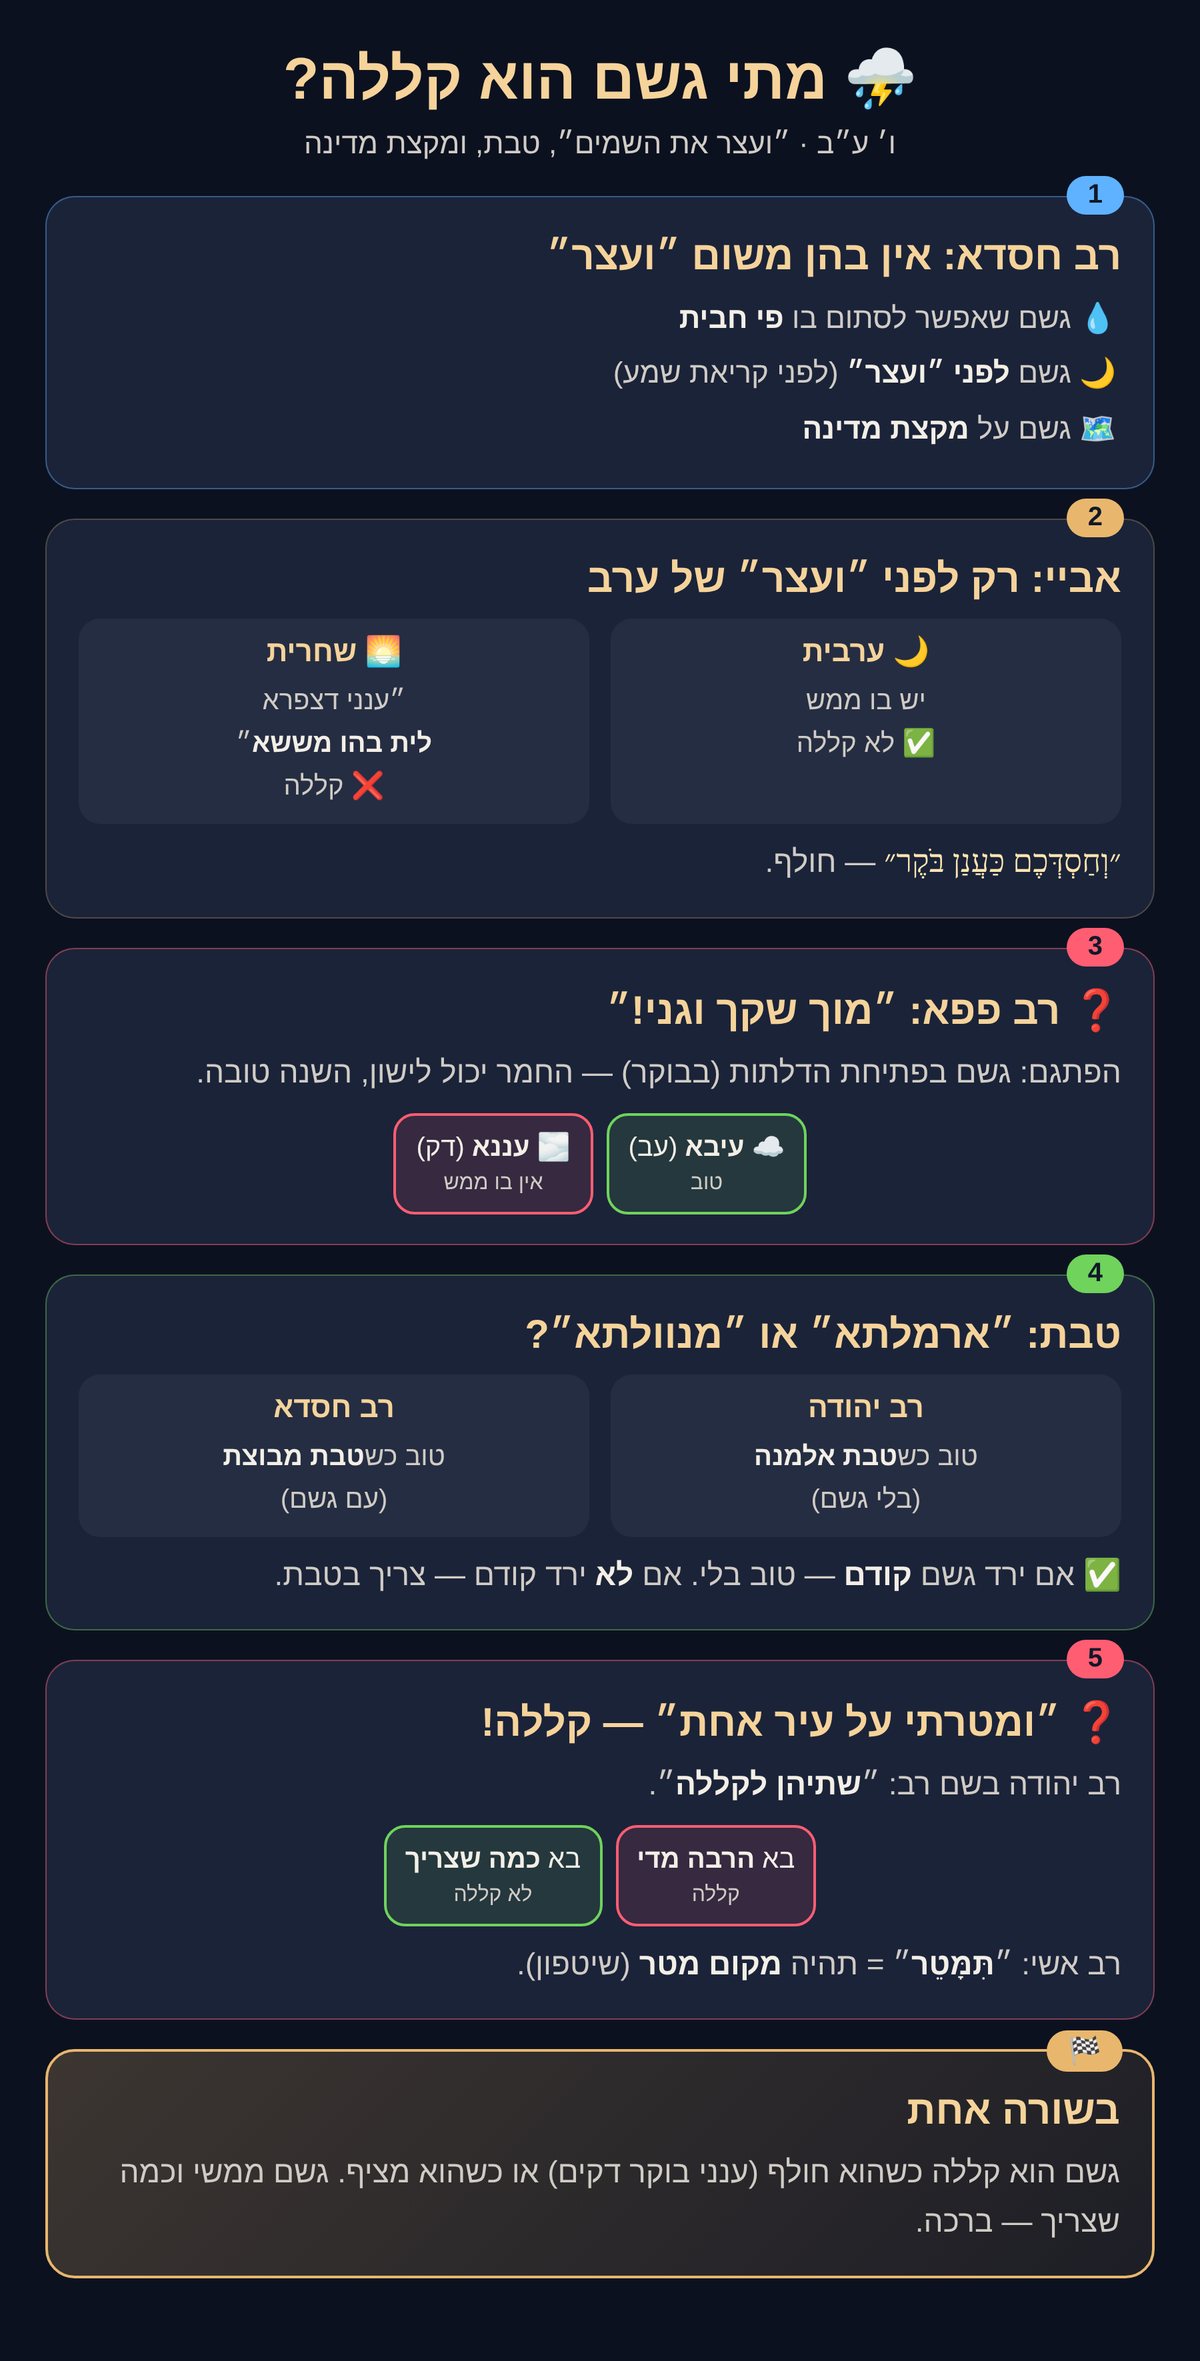 מתי גשם הוא קללה?
ו׳ ע״ב · ״ועצר את השמים״, טבת, ומקצת מדינה
1
רב חסדא: אין בהן משום ״ועצר״
גשם שאפשר לסתום בו פי חבית
גשם לפני ״ועצר״ (לפני קריאת שמע)
גשם על מקצת מדינה
2
אביי: רק לפני ״ועצר״ של ערב
ערבית
יש בו ממש
לא קללה
שחרית
״ענני דצפרא
לית בהו מששא״
קללה
״וְחַסְדְּכֶם כַּעֲנַן בֹּקֶר״ — חולף.
3
רב פפא: ״מוך שקך וגני!״
הפתגם: גשם בפתיחת הדלתות (בבוקר) — החמר יכול לישון, השנה טובה.
עיבא (עב)
טוב
עננא (דק)
אין בו ממש
4
טבת: ״ארמלתא״ או ״מנוולתא״?
רב יהודה
טוב כשטבת אלמנה
(בלי גשם)
רב חסדא
טוב כשטבת מבוצת
(עם גשם)
אם ירד גשם קודם — טוב בלי. אם לא ירד קודם — צריך בטבת.
5
״ומטרתי על עיר אחת״ — קללה!
רב יהודה בשם רב: ״שתיהן לקללה״.
בא הרבה מדי
קללה
בא כמה שצריך
לא קללה
רב אשי: ״תִּמָּטֵר״ = תהיה מקום מטר (שיטפון).
בשורה אחת
גשם הוא קללה כשהוא חולף (ענני בוקר דקים) או כשהוא מציף. גשם ממשי וכמה
שצריך — ברכה.